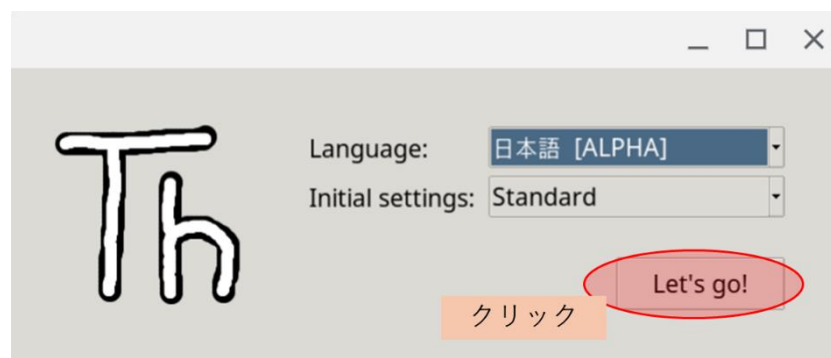 Th
Language:
日本語 [ALPHA]
Initial settings:
Standard
Let's go!
クリック